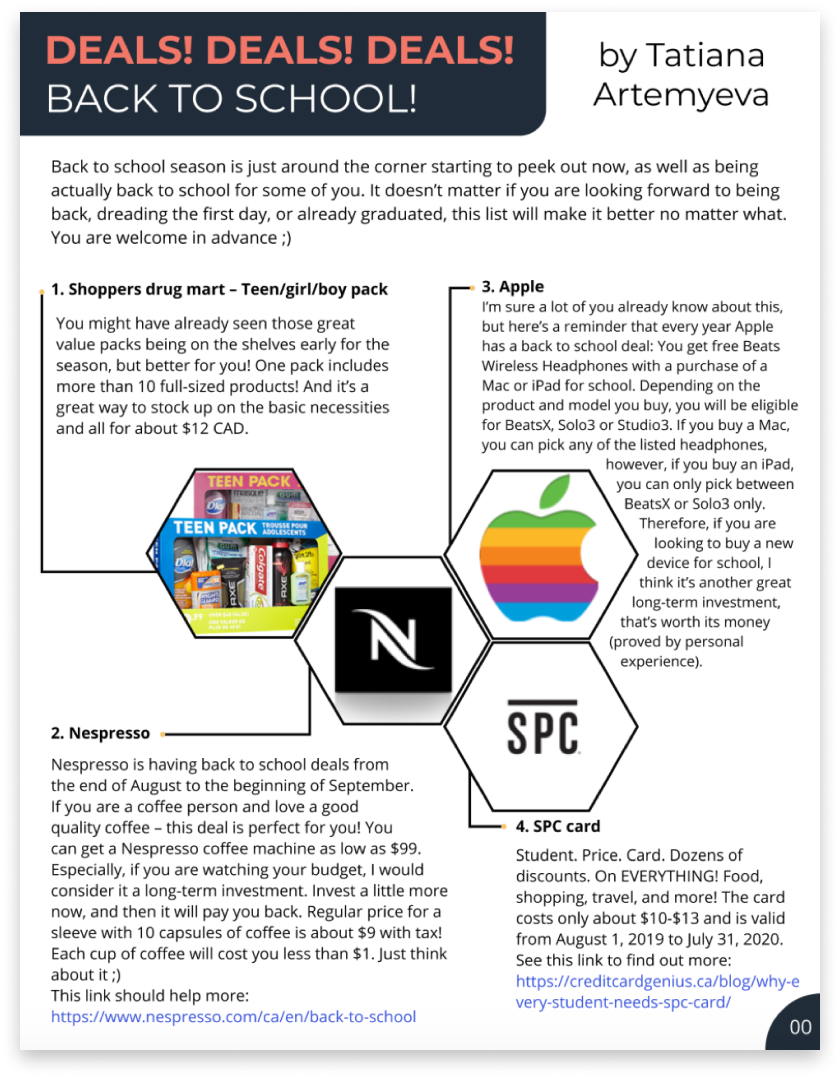 DEALS! DEALS! DEALS!
BACK TO SCHOOL!
by Tatiana
Artemyeva
Back to school season is just around the corner starting to peek out now, as well as being
actually back to school for some of you. It doesn’t matter if you are looking forward to being
back, dreading the first day, or already graduated, this list will make it better no matter what.
You are welcome in advance ;)
1. Shoppers drug mart – Teen/girl/boy pack
You might have already seen those great
value packs being on the shelves early for the
season, but better for you! One pack includes
more than 10 full-sized products! And it’s a
great way to stock up on the basic necessities
and all for about $12 CAD.
TEEN PACK
TEEN PACK
TROUSSE POUR
ADOLESCENTS
Dial
Dial
GUM
Colgate
AXE
AXE
N
2. Nespresso
Nespresso is having back to school deals from
the end of August to the beginning of September.
If you are a coffee person and love a good
quality coffee – this deal is perfect for you! You
can get a Nespresso coffee machine as low as $99.
Especially, if you are watching your budget, I would
consider it a long-term investment. Invest a little more
now, and then it will pay you back. Regular price for a
sleeve with 10 capsules of coffee is about $9 with tax!
Each cup of coffee will cost you less than $1. Just think
about it ;)
This link should help more:
https://www.nespresso.com/ca/en/back-to-school
3. Apple
I’m sure a lot of you already know about this,
but here’s a reminder that every year Apple
has a back to school deal: You get free Beats
Wireless Headphones with a purchase of a
Mac or iPad for school. Depending on the
product and model you buy, you will be eligible
for BeatsX, Solo3 or Studio3. If you buy a Mac,
you can pick any of the listed headphones,
however, if you buy an iPad,
you can only pick between
BeatsX or Solo3 only.
Therefore, if you are
looking to buy a new
device for school, I
think it’s another great
long-term investment,
that’s worth its money
(proved by personal
experience).
SPC
4. SPC card
Student. Price. Card. Dozens of
discounts. On EVERYTHING! Food,
shopping, travel, and more! The card
costs only about $10-$13 and is valid
from August 1, 2019 to July 31, 2020.
See this link to find out more:
https://creditcardgenius.ca/blog/why-e
very-student-needs-spc-card/
00